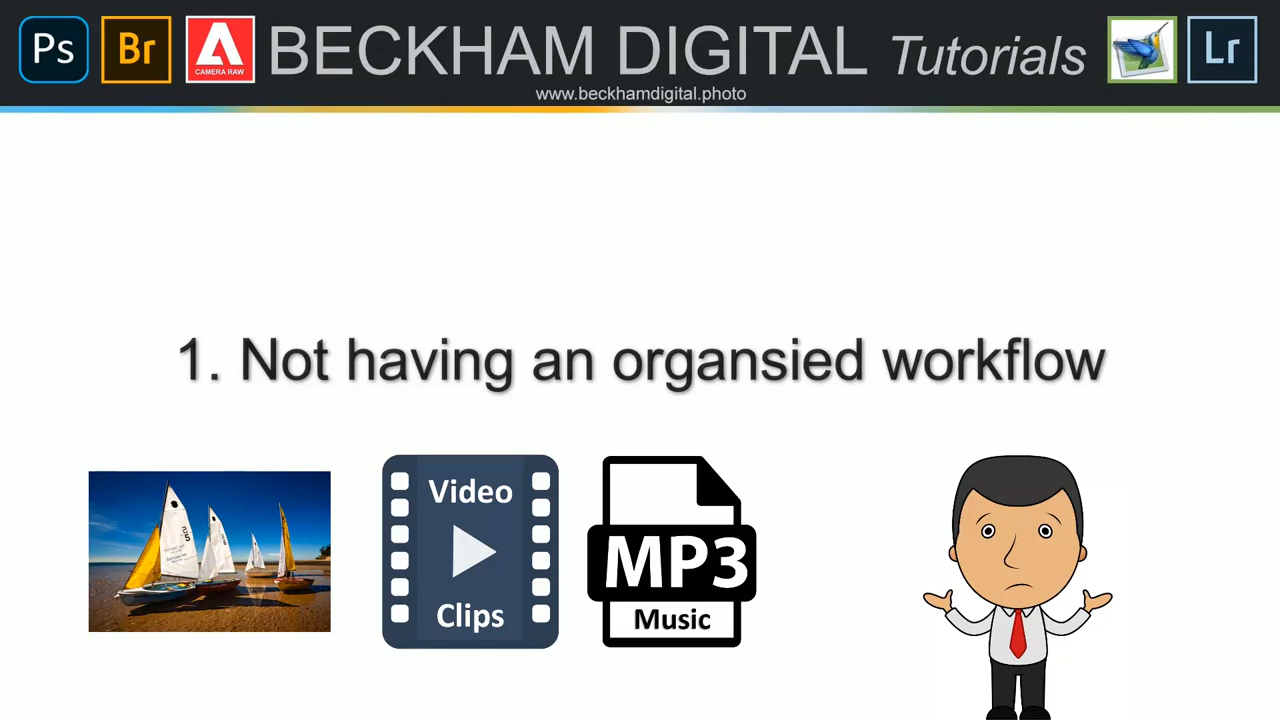 Ps Br CAMERA RAW BECKHAM DIGITAL Tutorials Lr
www.beckhamdigital.photo
1. Not having an organsied workflow
Video
Clips
MP3
Music